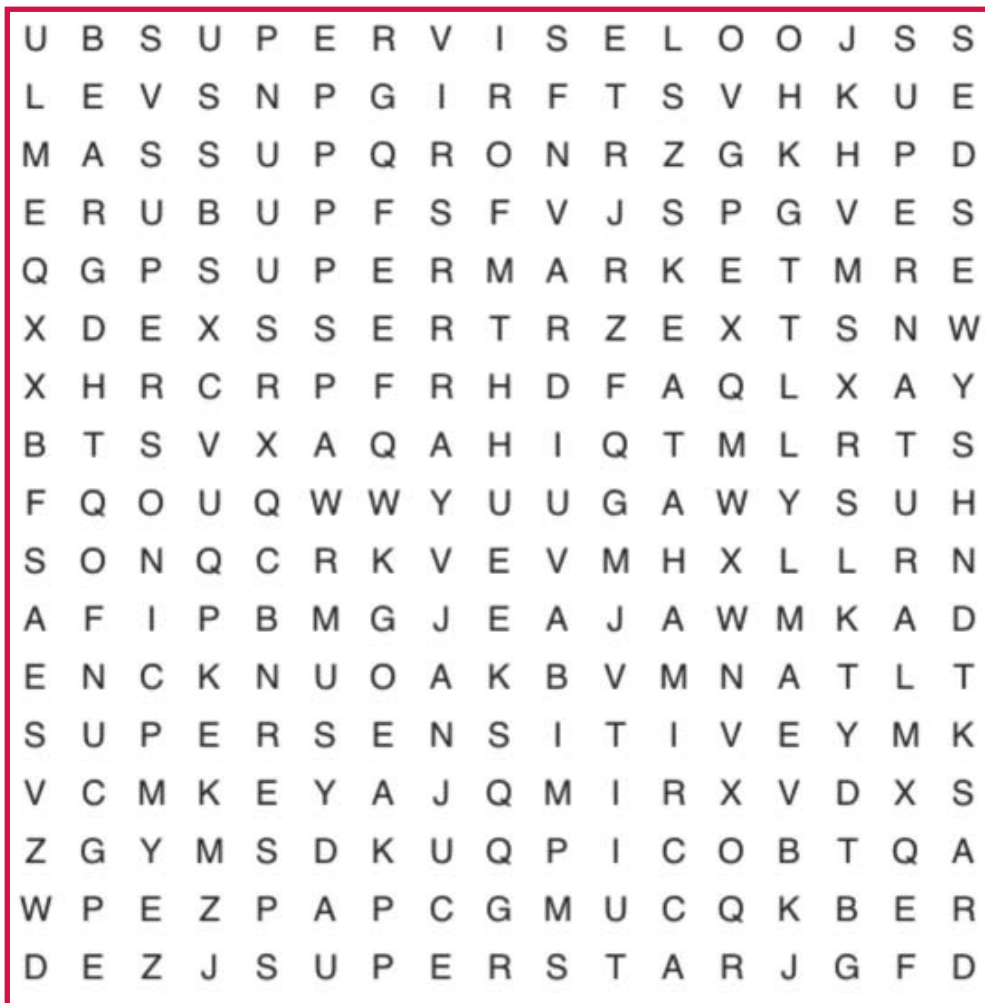 U B S U P E R V I S E L O O J S S
L E V S N P G I R F T S V H K U E
M A S S U P Q R O N R Z G K H P D
E R U B U P F S F V J S P G V E S
Q G P S U P E R M A R K E T M R E
X D E X S S E R T R Z E X T S N W
X H R C R P F R H D F A Q L X A Y
B T S V X A Q A H I Q T M L R T S
F Q O U Q W W Y U U G A W Y S U H
S O N Q C R K V E V M H X L L R N
A F I P B M G J E A J A W M K A D
E N C K N U O A K B V M N A T L T
S U P E R S E N S I T I V E Y M K
V C M K E Y A J Q M I R X V D X S
Z G Y M S D K U Q P I C O B T Q A
W P E Z P A P C G M U C Q K B E R
D E Z J S U P E R S T A R J G F D